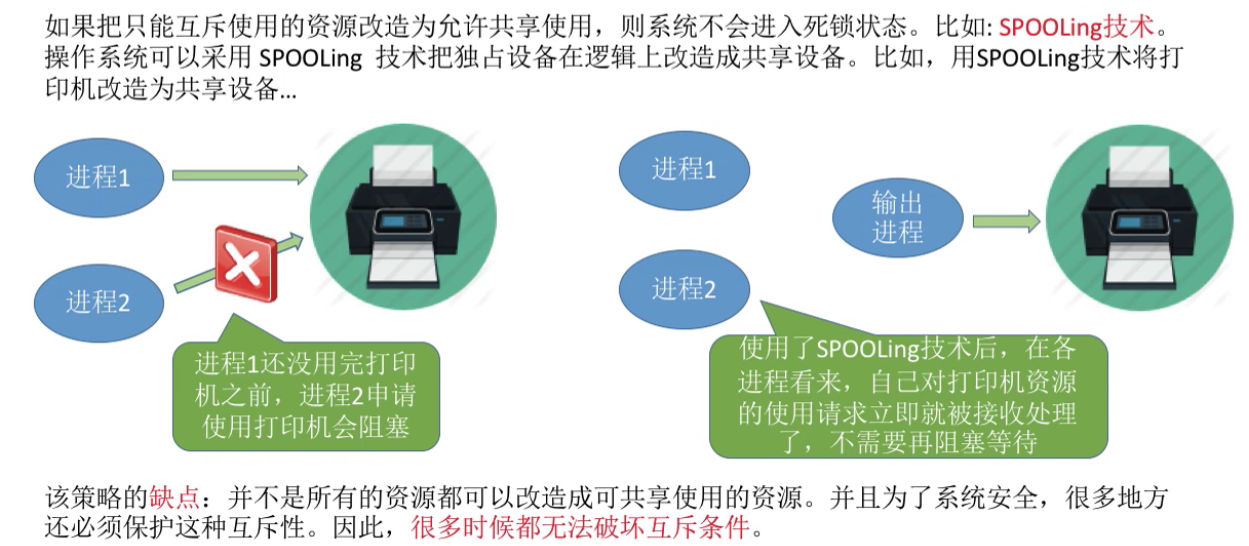 如果把只能互斥使用的资源改造为允许共享使用，则系统不会进入死锁状态。比如: SPOOLing技术。
操作系统可以采用 SPOOLing 技术把独占设备在逻辑上改造成共享设备。比如，用SPOOLing技术将打
印机改造为共享设备...
进程1
进程2
进程1还没用完打印
机之前，进程2申请
使用打印机会阻塞
进程1
进程2
输出
进程
使用了SPOOLing技术后，在各
进程看来，自己对打印机资源
的使用请求立即就被接收处理
了，不需要再阻塞等待
该策略的缺点：并不是所有的资源都可以改造成可共享使用的资源。并且为了系统安全，很多地方
还必须保护这种互斥性。因此，很多时候都无法破坏互斥条件。